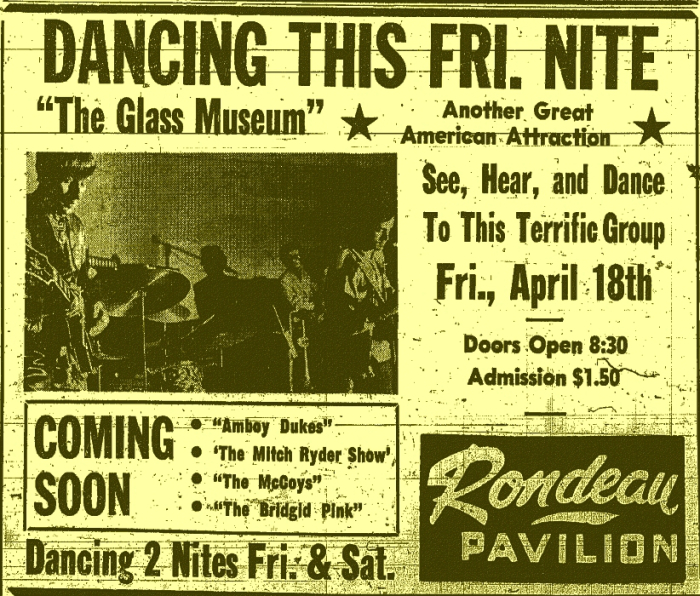 DANCING THIS FRI. NITE
"The Glass Museum"
Another Great
American Attraction
See, Hear, and Dance
To This Terrific Group
Fri., April 18th
Doors Open 8:30
Admission $1.50
COMING
SOON
• "Amboy Dukes"
• 'The Mitch Ryder Show'
• "The McCoys"
• "The Bridgid Pink"
Dancing 2 Nites Fri. & Sat.
Rondeau
PAVILION